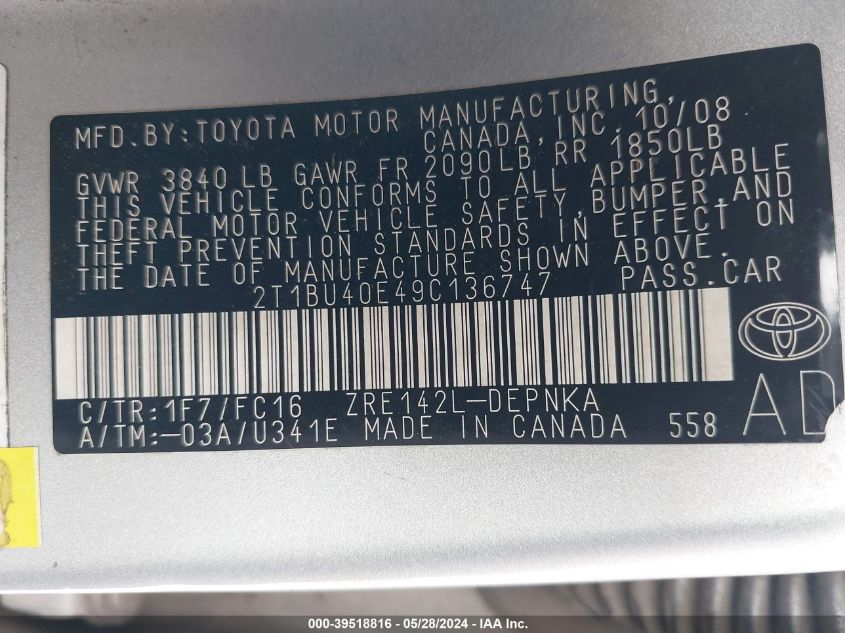 MFD.BY:TOYOTA MOTOR MANUFACTURING,
CANADA, INC. 10/08
GVWR 3840 LB GAWR FR 2090LB RR 1850LB
THIS VEHICLE CONFORMS TO ALL APPLICABLE
FEDERAL MOTOR VEHICLE SAFETY, BUMPER, AND
THEFT PREVENTION STANDARDS IN EFFECT ON
THE DATE OF MANUFACTURE SHOWN ABOVE.
2T1BU40E49C136747 PASS.CAR
C/TR:1F7/FC16 ZRE142L-DEPNKA
A/TM:-03A/U341E MADE IN CANADA 558
AD
000-39518816 - 05/28/2024 - IAA Inc.